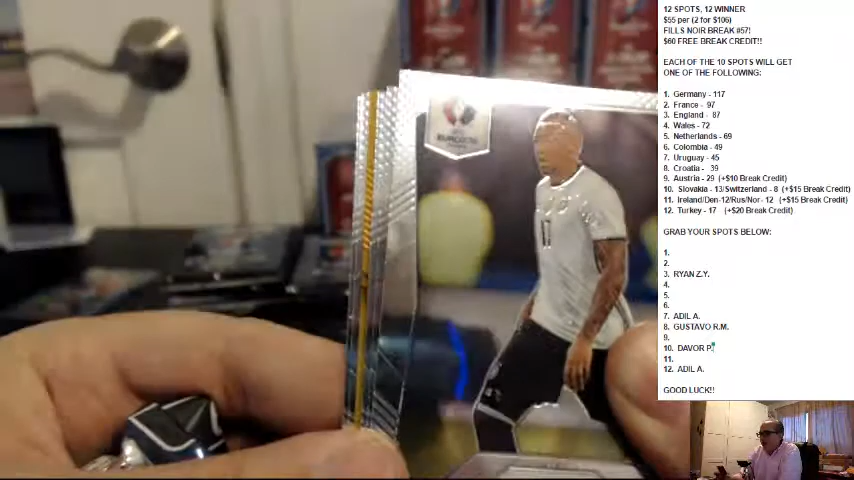 12 SPOTS, 12 WINNER
$55 per (2 for $106)
FILLS NOIR BREAK #57!
$60 FREE BREAK CREDIT!!
EACH OF THE 10 SPOTS WILL GET
ONE OF THE FOLLOWING:
1. Germany - 117
2. France - 97
3. England - 87
4. Wales - 72
5. Netherlands - 69
6. Colombia - 49
7. Uruguay - 45
8. Croatia - 39
9. Austria - 29 (+$10 Break Credit)
10. Slovakia - 13/Switzerland - 8 (+$15 Break Credit)
11. Ireland/Den-12/Rus/Nor- 12 (+$15 Break Credit)
12. Turkey - 17 (+$20 Break Credit)
GRAB YOUR SPOTS BELOW:
1.
2.
3. RYAN Z.Y.
4.
5.
6.
7. ADIL A.
8. GUSTAVO R.M.
9.
10. DAVOR P.
11.
12. ADIL A.
GOOD LUCK!!